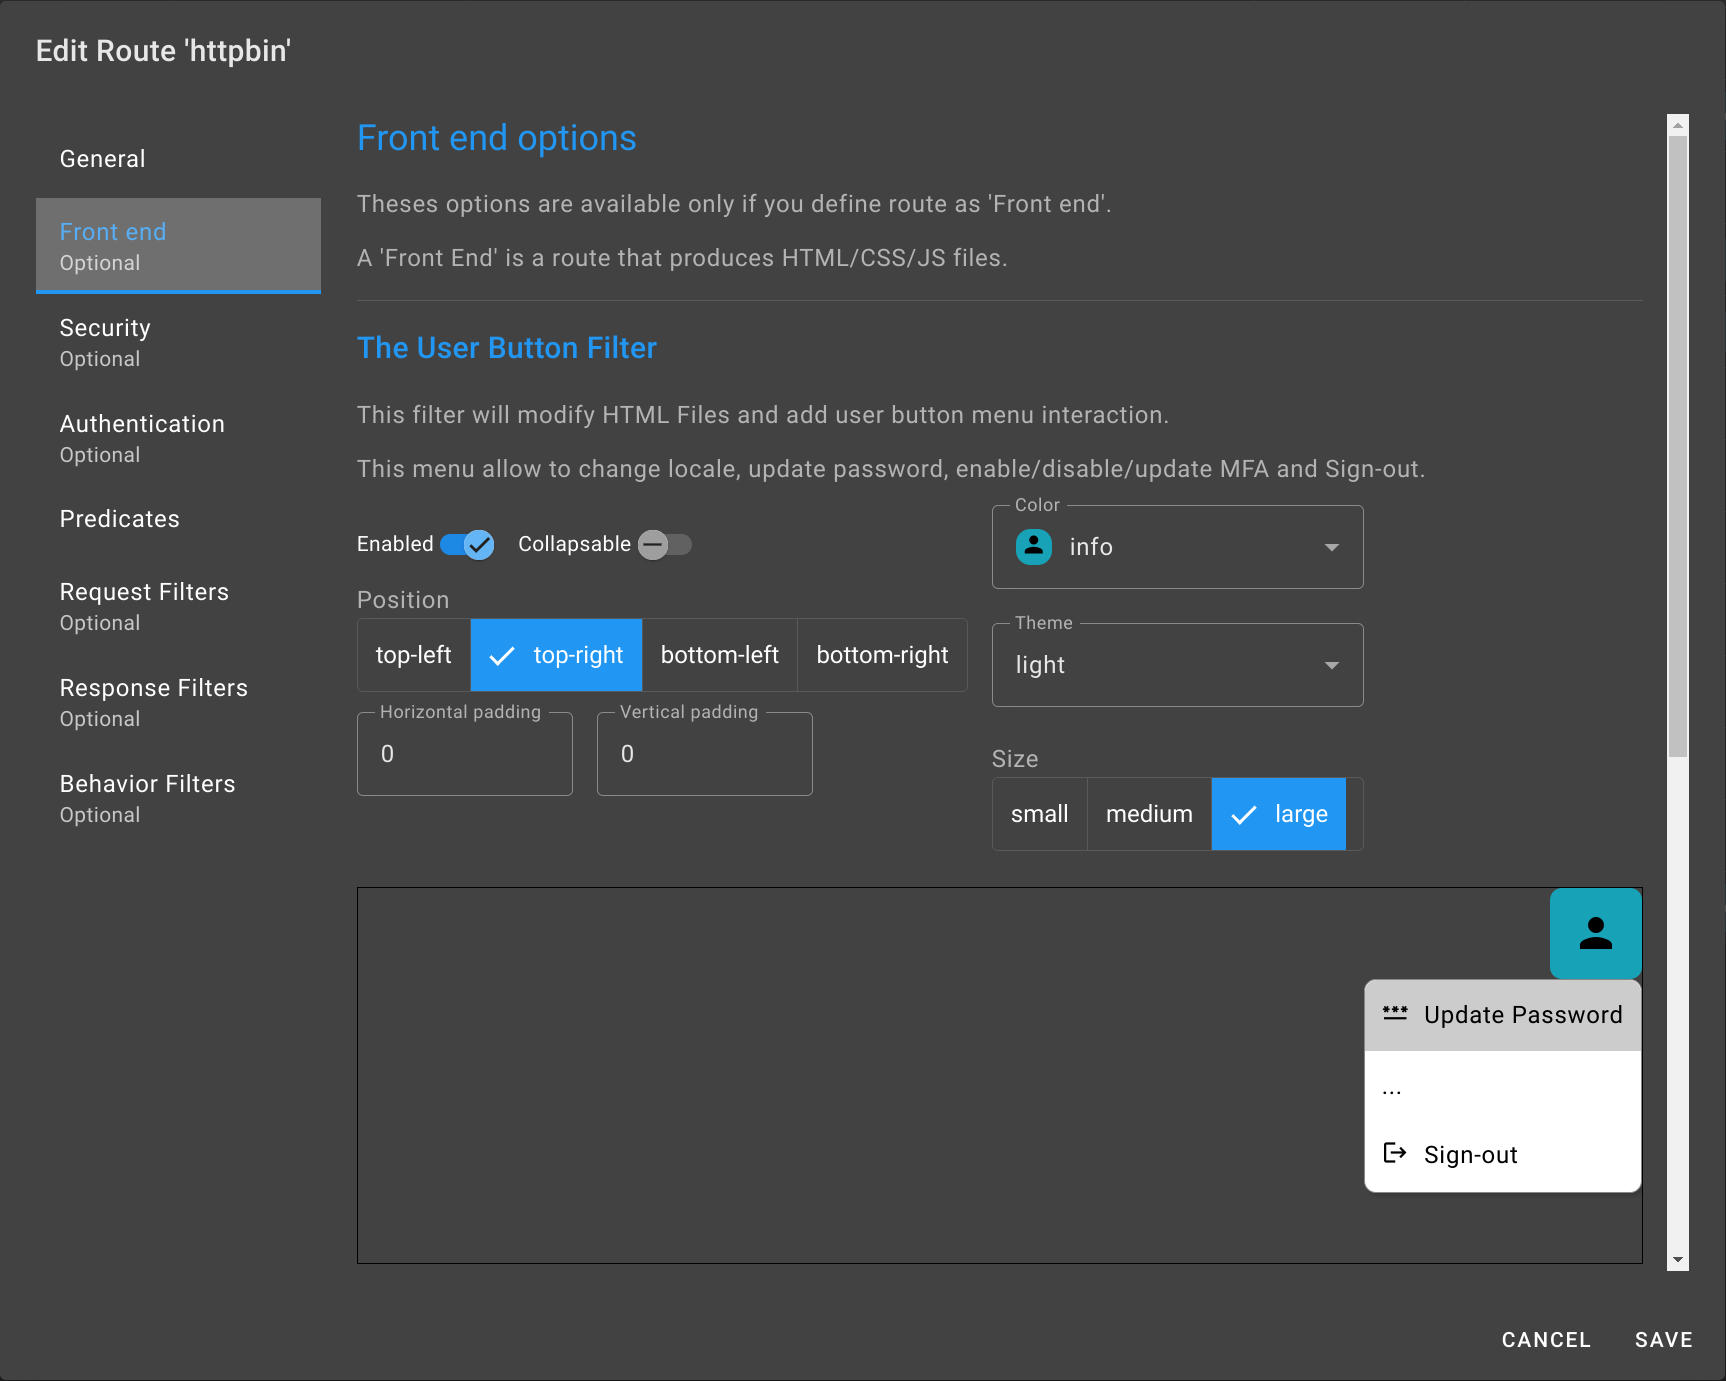 Edit Route 'httpbin'
General
Front end
Optional
Security
Optional
Authentication
Optional
Predicates
Request Filters
Optional
Response Filters
Optional
Behavior Filters
Optional
Front end options
Theses options are available only if you define route as 'Front end'.
A 'Front End' is a route that produces HTML/CSS/JS files.
The User Button Filter
This filter will modify HTML Files and add user button menu interaction.
This menu allow to change locale, update password, enable/disable/update MFA and Sign-out.
Enabled Collapsable
Position
top-left top-right bottom-left bottom-right
Horizontal padding Vertical padding
0 0
Color
info
Theme
light
Size
small medium large
*** Update Password
...
Sign-out
CANCEL SAVE